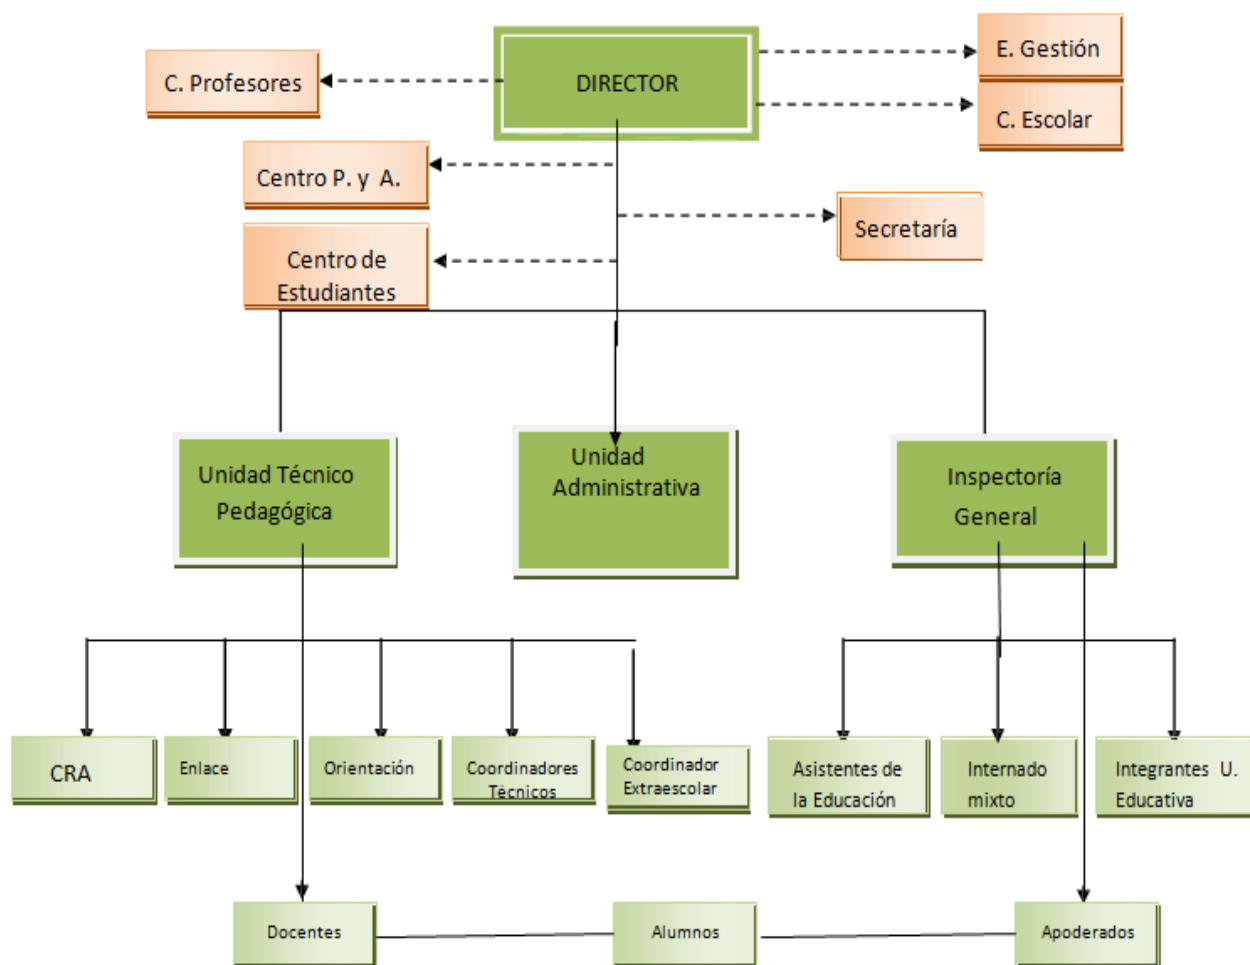 E. Gestión
C. Profesores
DIRECTOR
C. Escolar
Centro P. y A.
Secretaría
Centro de
Estudiantes
Unidad Técnico
Pedagógica
Unidad
Administrativa
Inspectoría
General
CRA
Enlace
Orientación
Coordinadores
Técnicos
Coordinador
Extraescolar
Asistentes de
la Educación
Internado
mixto
Integrantes U.
Educativa
Docentes
Alumnos
Apoderados